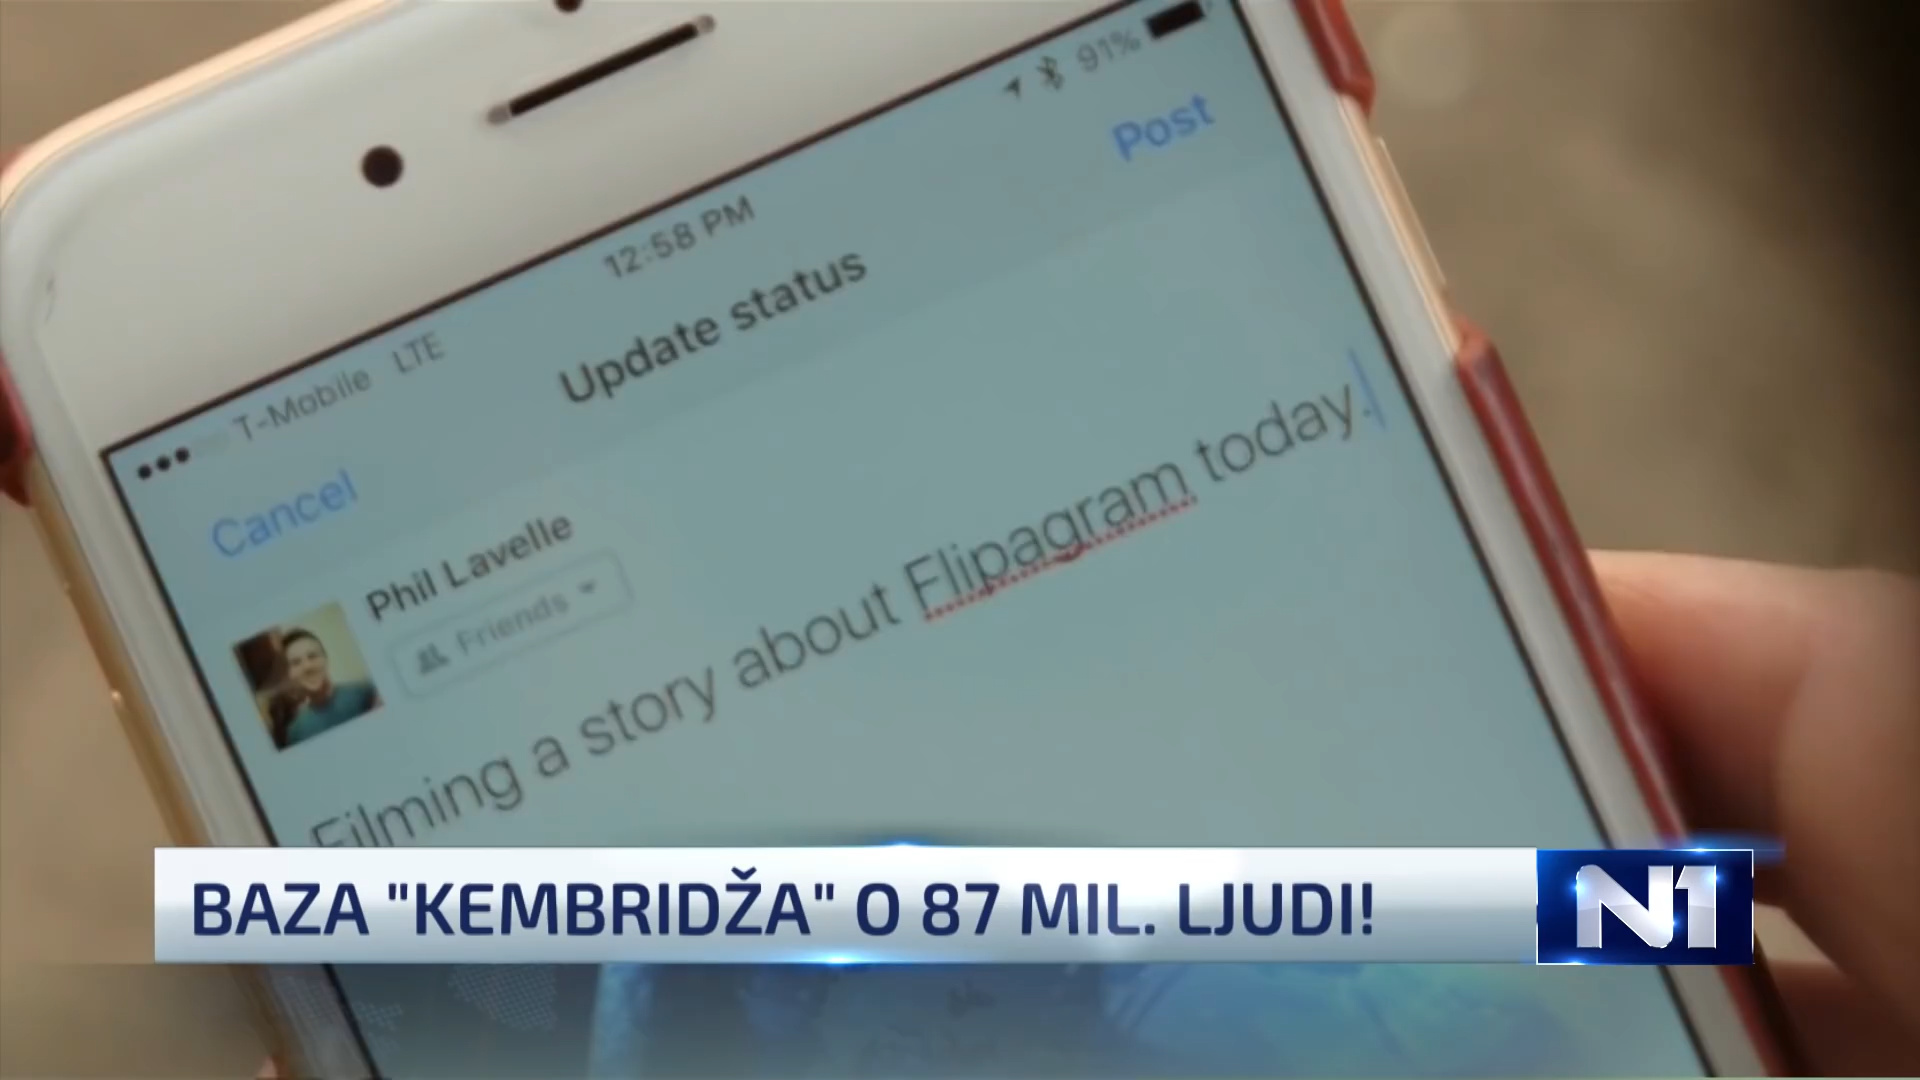 T-Mobile LTE
12:58 PM
91%
Cancel
Update status
Post
Phil Lavelle
Friends
Filming a story about Flipagram today.
BAZA "KEMBRIDŽA" O 87 MIL. LJUDI!
N1